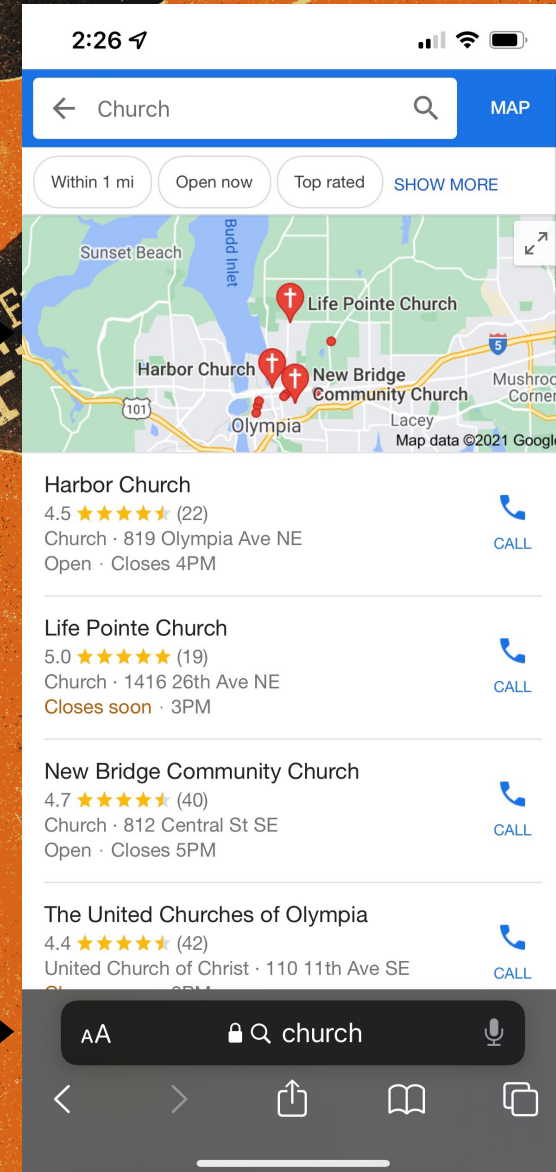 2:26
Church
MAP
Within 1 mi
Open now
Top rated
SHOW MORE
Sunset Beach
Budd Inlet
Life Pointe Church
5
Harbor Church
New Bridge
Community Church
101
Olympia
Lacey
Map data ©2021 Google
Harbor Church
4.5 ★★★★★ (22)
Church · 819 Olympia Ave NE
Open · Closes 4PM
CALL
Life Pointe Church
5.0 ★★★★★ (19)
Church · 1416 26th Ave NE
Closes soon · 3PM
CALL
New Bridge Community Church
4.7 ★★★★★ (40)
Church · 812 Central St SE
Open · Closes 5PM
CALL
The United Churches of Olympia
4.4 ★★★★★ (42)
United Church of Christ · 110 11th Ave SE
CALL
AA
church